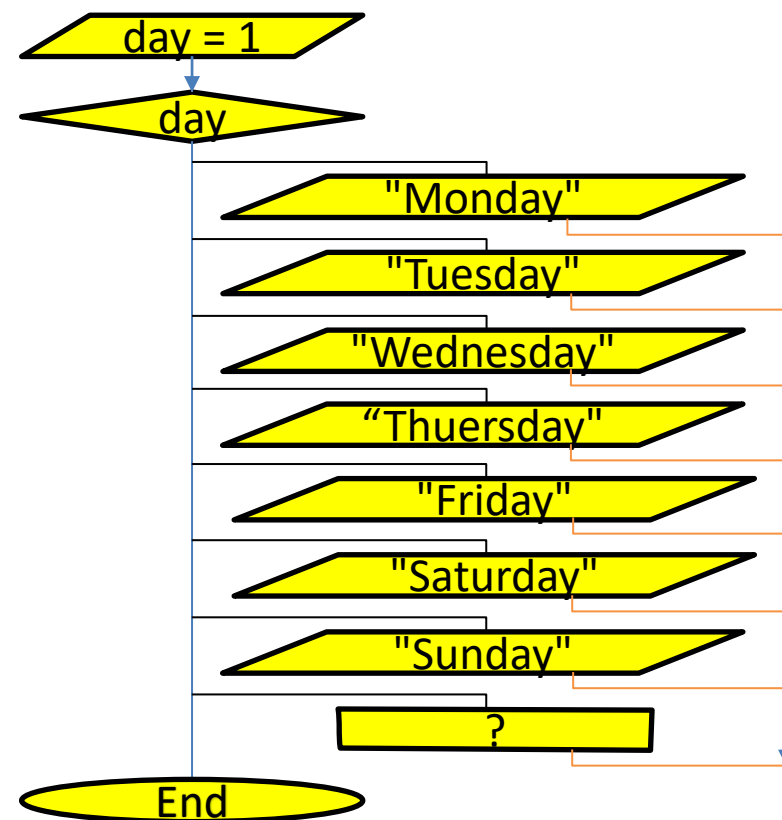 day = 1
day
"Monday"
"Tuesday"
"Wednesday"
“Thuersday"
"Friday"
"Saturday"
"Sunday"
?
End